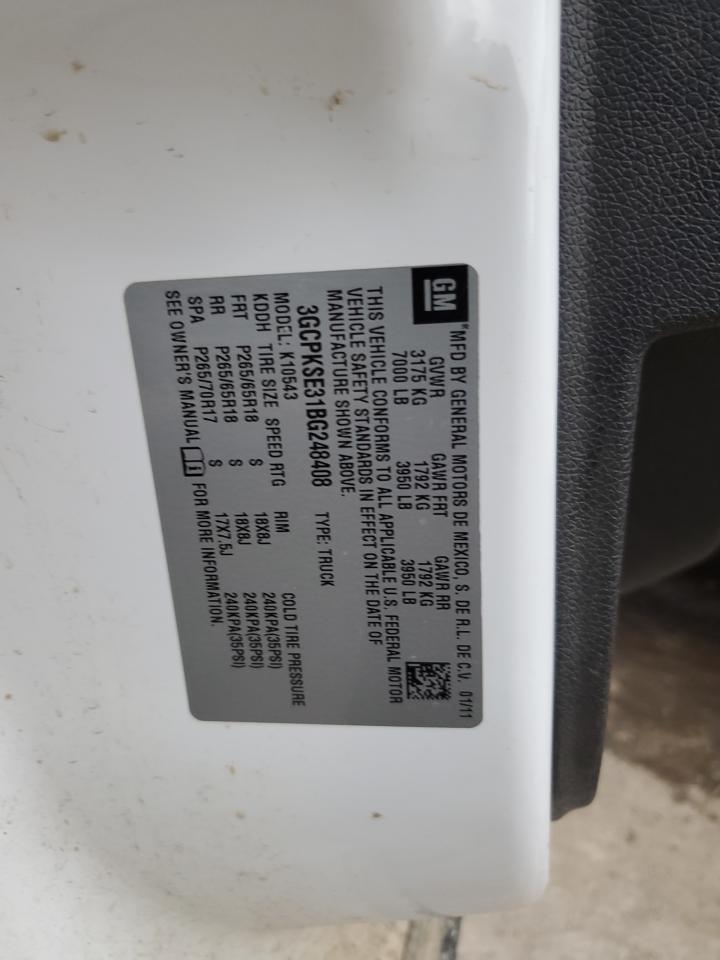 GM
"MFD BY GENERAL MOTORS DE MEXICO, S. DE R.L. DE C.V. 01/11
GVWR GAWR FRT GAWR RR
3175 KG 1792 KG 1792 KG
7000 LB 3950 LB 3950 LB
THIS VEHICLE CONFORMS TO ALL APPLICABLE U.S. FEDERAL MOTOR
VEHICLE SAFETY STANDARDS IN EFFECT ON THE DATE OF
MANUFACTURE SHOWN ABOVE.
3GCPKSE31BG248408 TYPE: TRUCK
MODEL: K10543
KDDH TIRE SIZE SPEED RTG RIM COLD TIRE PRESSURE
FRT P265/65R18 S 18X8J 240KPA(35PSI)
RR P265/65R18 S 18X8J 240KPA(35PSI)
SPA P265/70R17 S 17X7.5J 240KPA(35PSI)
SEE OWNER'S MANUAL FOR MORE INFORMATION.